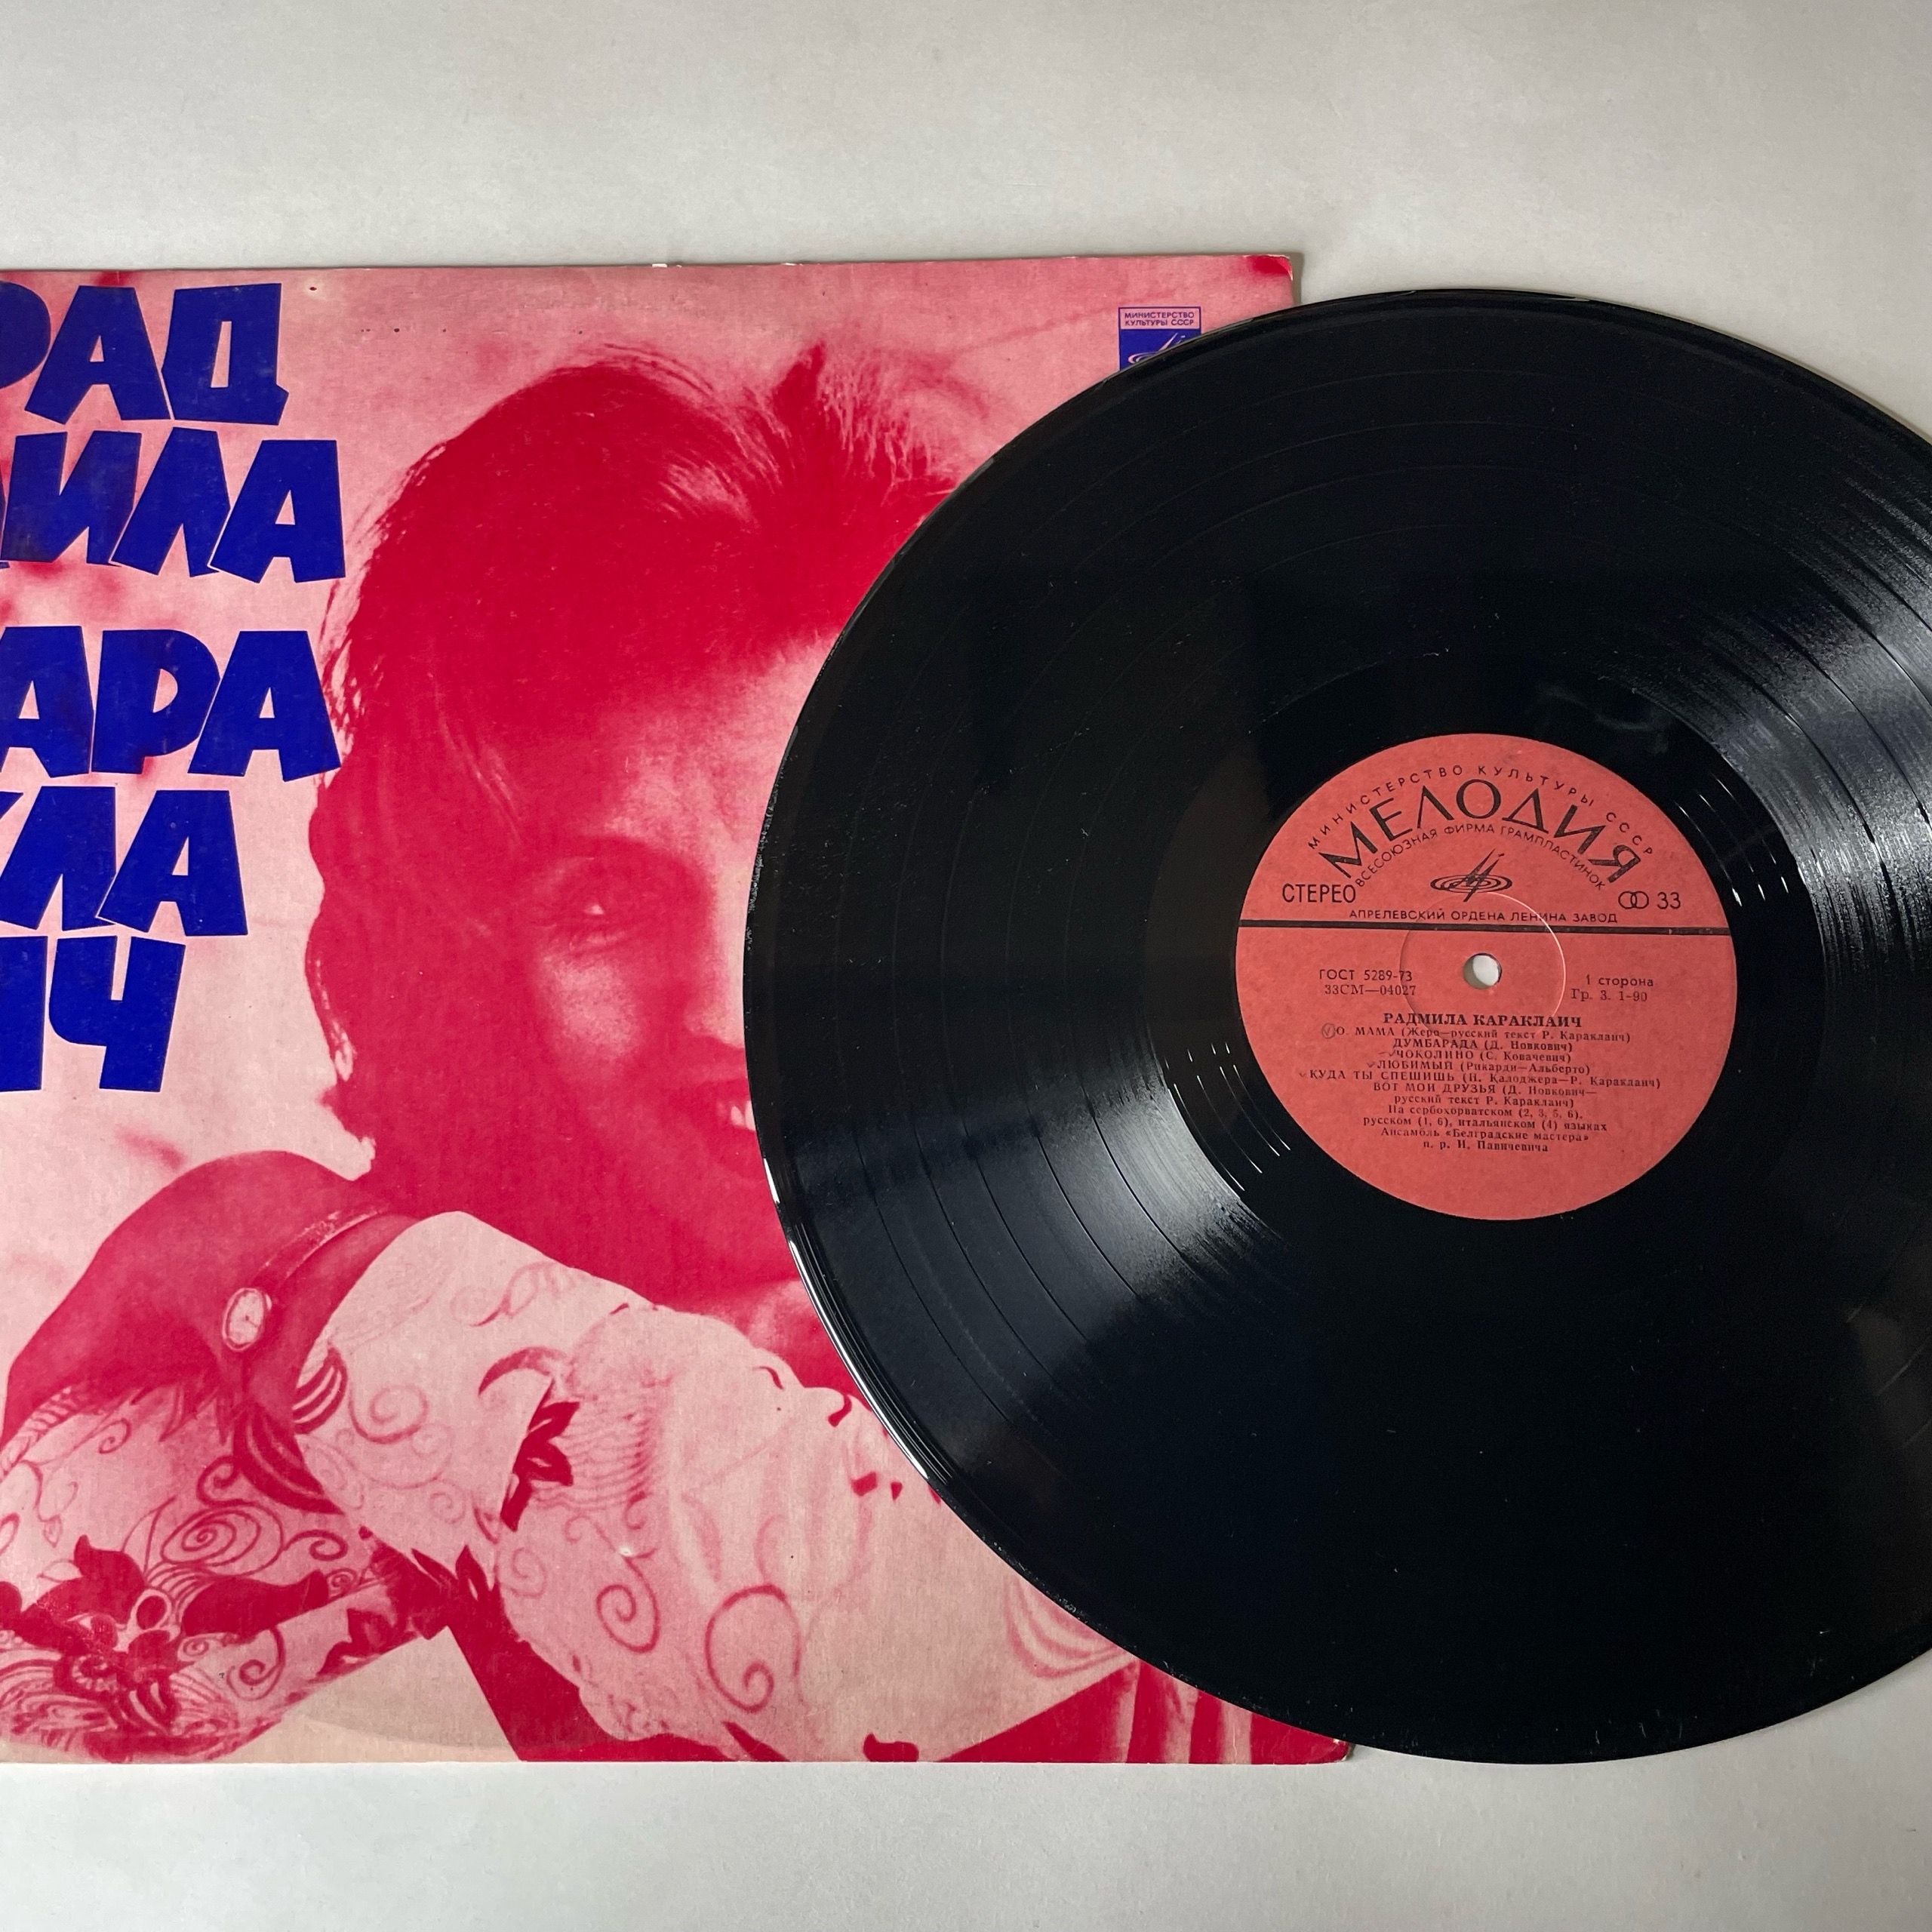 РАД
МИЛА
КАРА
КЛА
ИЧ
МИНИСТЕРСТВО
КУЛЬТУРЫ СССР
МИНИСТЕРСТВО КУЛЬТУРЫ СССР
МЕЛОДИЯ
ВСЕСОЮЗНАЯ ФИРМА ГРАМПЛАСТИНОК
СТЕРЕО 33
АПРЕЛЕВСКИЙ ОРДЕНА ЛЕНИНА ЗАВОД
ГОСТ 5289-73
33СМ—04027
1 сторона
Гр. 3. 1-90
РАДМИЛА КАРАКЛАИЧ
О, МАМА (Жеро—русский текст Р. Караклаич)
ДУМБАРАДА (Д. Новкович)
ЧОКОЛИНО (С. Ковачевич)
ЛЮБИМЫЙ (Рикарди—Альберто)
КУДА ТЫ СПЕШИШЬ (Н. Калоджера—Р. Караклаич)
ВОТ МОИ ДРУЗЬЯ (Д. Новкович—
русский текст Р. Караклаич)
На сербохорватском (2, 3, 5, 6),
русском (1, 6), итальянском (4) языках
Ансамбль «Белградские мастера»
п. р. И. Павичевича